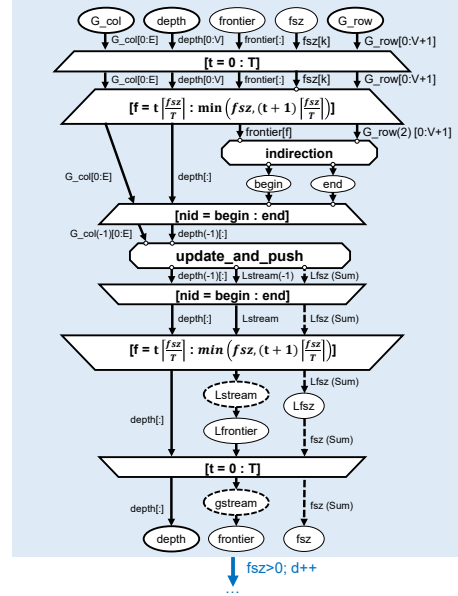 G_col depth frontier fsz G_row
G_col[0:E] depth[0:V] frontier[:] fsz[k] G_row[0:V+1]
[t = 0 : T]
G_col[0:E] depth[0:V] frontier[:] fsz[k] G_row[0:V+1]
[f = t ⌈fsz/T⌉ : min (fsz, (t + 1) ⌈fsz/T⌉)]
frontier[f] G_row(2) [0:V+1]
indirection
G_col[0:E] depth[:]
begin end
[nid = begin : end]
G_col(-1)[0:E] depth(-1)[:]
update_and_push
depth(-1)[:] Lstream(-1) Lfsz (Sum)
[nid = begin : end]
depth[:] Lstream Lfsz (Sum)
[f = t ⌈fsz/T⌉ : min (fsz, (t + 1) ⌈fsz/T⌉)]
Lfsz (Sum)
Lstream
Lfsz
depth[:]
Lfrontier
fsz (Sum)
[t = 0 : T]
gstream
depth[:] fsz (Sum)
depth frontier fsz
fsz>0; d++
...